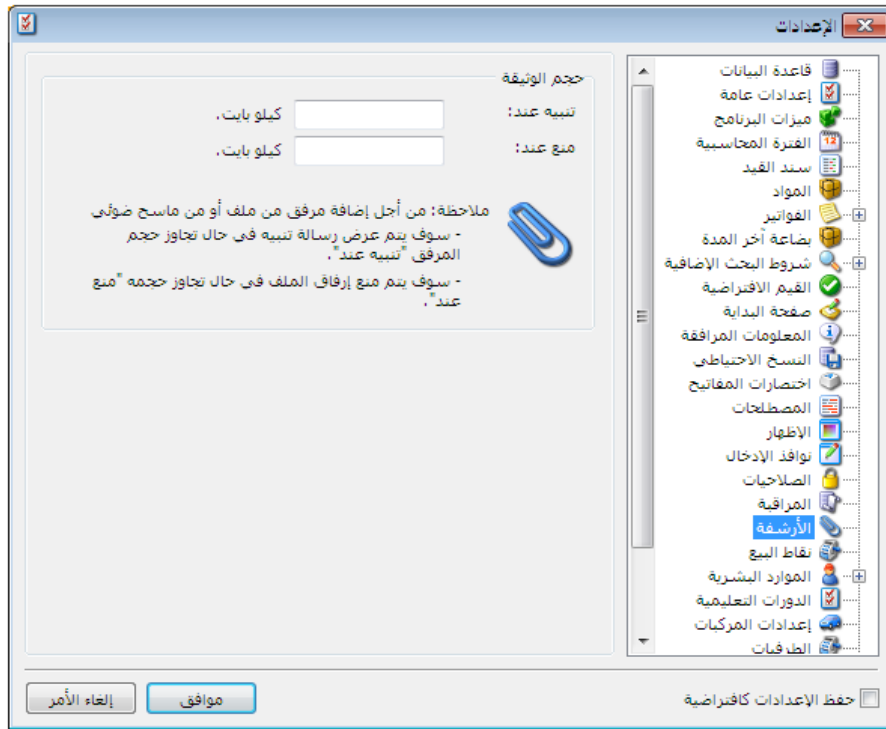 الإعدادات
قاعدة البيانات
إعدادات عامة
ميزات البرنامج
الفترة المحاسبية
سند القيد
المواد
الفواتير
بضاعة آخر المدة
شروط البحث الإضافية
القيم الافتراضية
صفحة البداية
المعلومات المرافقة
النسخ الاحتياطي
اختصارات المفاتيح
المصطلحات
الإظهار
نوافذ الإدخال
الصلاحيات
المراقبة
الأرشفة
نقاط البيع
الموارد البشرية
الدورات التعليمية
إعدادات المركبات
الطرفيات
حجم الوثيقة
تنبيه عند: كيلو بايت.
منع عند: كيلو بايت.
ملاحظة: من أجل إضافة مرفق من ملف أو من ماسح ضوئي
- سوف يتم عرض رسالة تنبيه في حال تجاوز حجم
المرفق "تنبيه عند".
- سوف يتم منع إرفاق الملف في حال تجاوز حجمه "منع
عند".
حفظ الإعدادات كافتراضية
موافق
إلغاء الأمر